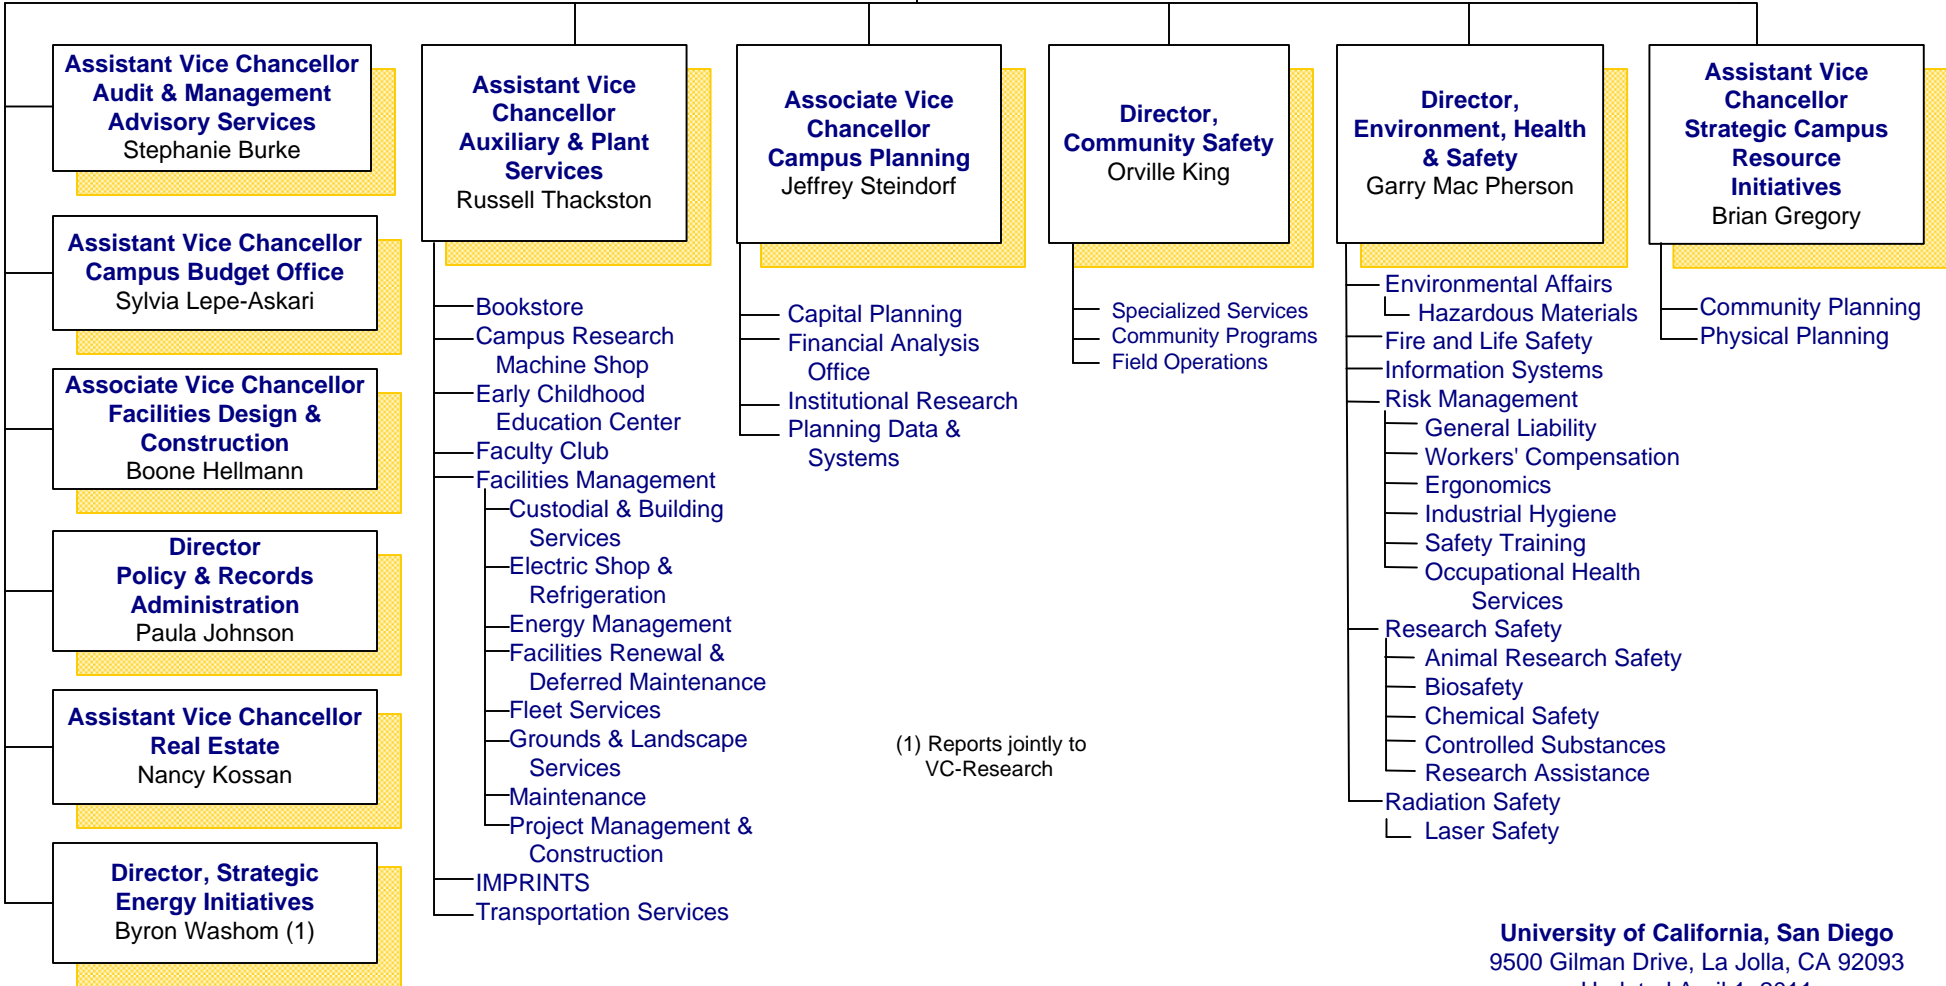 Assistant Vice Chancellor
Audit & Management
Advisory Services
Stephanie Burke
Assistant Vice Chancellor
Campus Budget Office
Sylvia Lepe-Askari
Associate Vice Chancellor
Facilities Design &
Construction
Boone Hellmann
Director
Policy & Records
Administration
Paula Johnson
Assistant Vice Chancellor
Real Estate
Nancy Kossan
Director, Strategic
Energy Initiatives
Byron Washom (1)
Assistant Vice
Chancellor
Auxiliary & Plant
Services
Russell Thackston
Bookstore
Campus Research
Machine Shop
Early Childhood
Education Center
Faculty Club
Facilities Management
Custodial & Building
Services
Electric Shop &
Refrigeration
Energy Management
Facilities Renewal &
Deferred Maintenance
Fleet Services
Grounds & Landscape
Services
Maintenance
Project Management &
Construction
IMPRINTS
Transportation Services
Associate Vice
Chancellor
Campus Planning
Jeffrey Steindorf
Capital Planning
Financial Analysis
Office
Institutional Research
Planning Data &
Systems
(1) Reports jointly to
VC-Research
Director,
Community Safety
Orville King
Specialized Services
Community Programs
Field Operations
Director,
Environment, Health
& Safety
Garry Mac Pherson
Environmental Affairs
Hazardous Materials
Fire and Life Safety
Information Systems
Risk Management
General Liability
Workers' Compensation
Ergonomics
Industrial Hygiene
Safety Training
Occupational Health
Services
Research Safety
Animal Research Safety
Biosafety
Chemical Safety
Controlled Substances
Research Assistance
Radiation Safety
Laser Safety
Assistant Vice
Chancellor
Strategic Campus
Resource
Initiatives
Brian Gregory
Community Planning
Physical Planning
University of California, San Diego
9500 Gilman Drive, La Jolla, CA 92093
Updated April 1, 2011